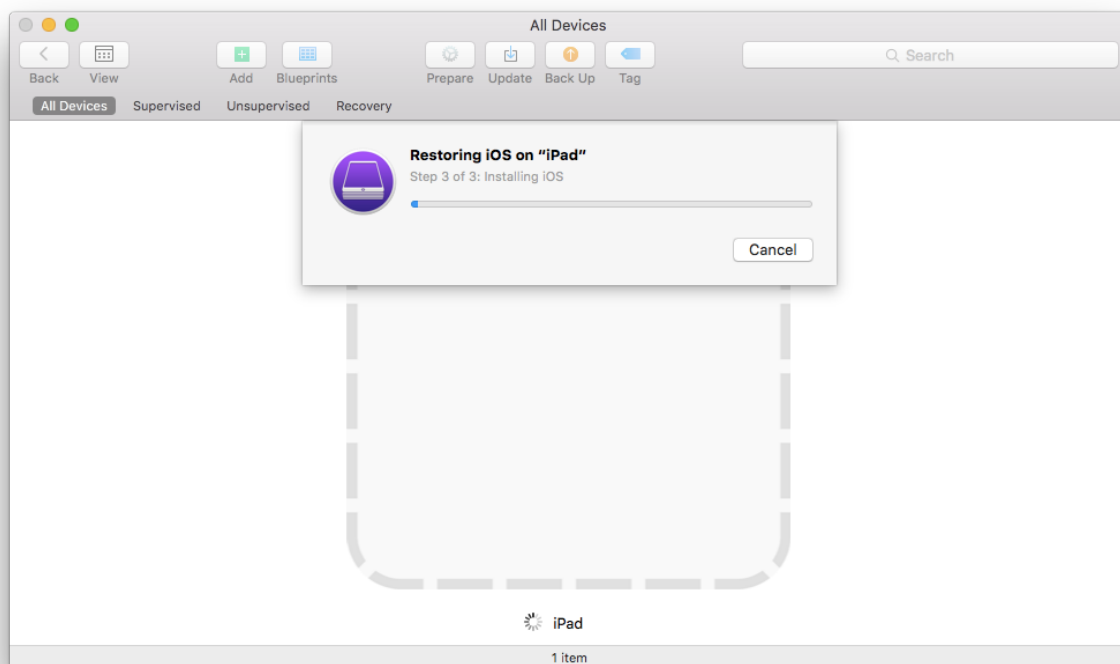 All Devices
Search
Back View Add Blueprints Prepare Update Back Up Tag
All Devices Supervised Unsupervised Recovery
Restoring iOS on “iPad”
Step 3 of 3: Installing iOS
Cancel
iPad
1 item